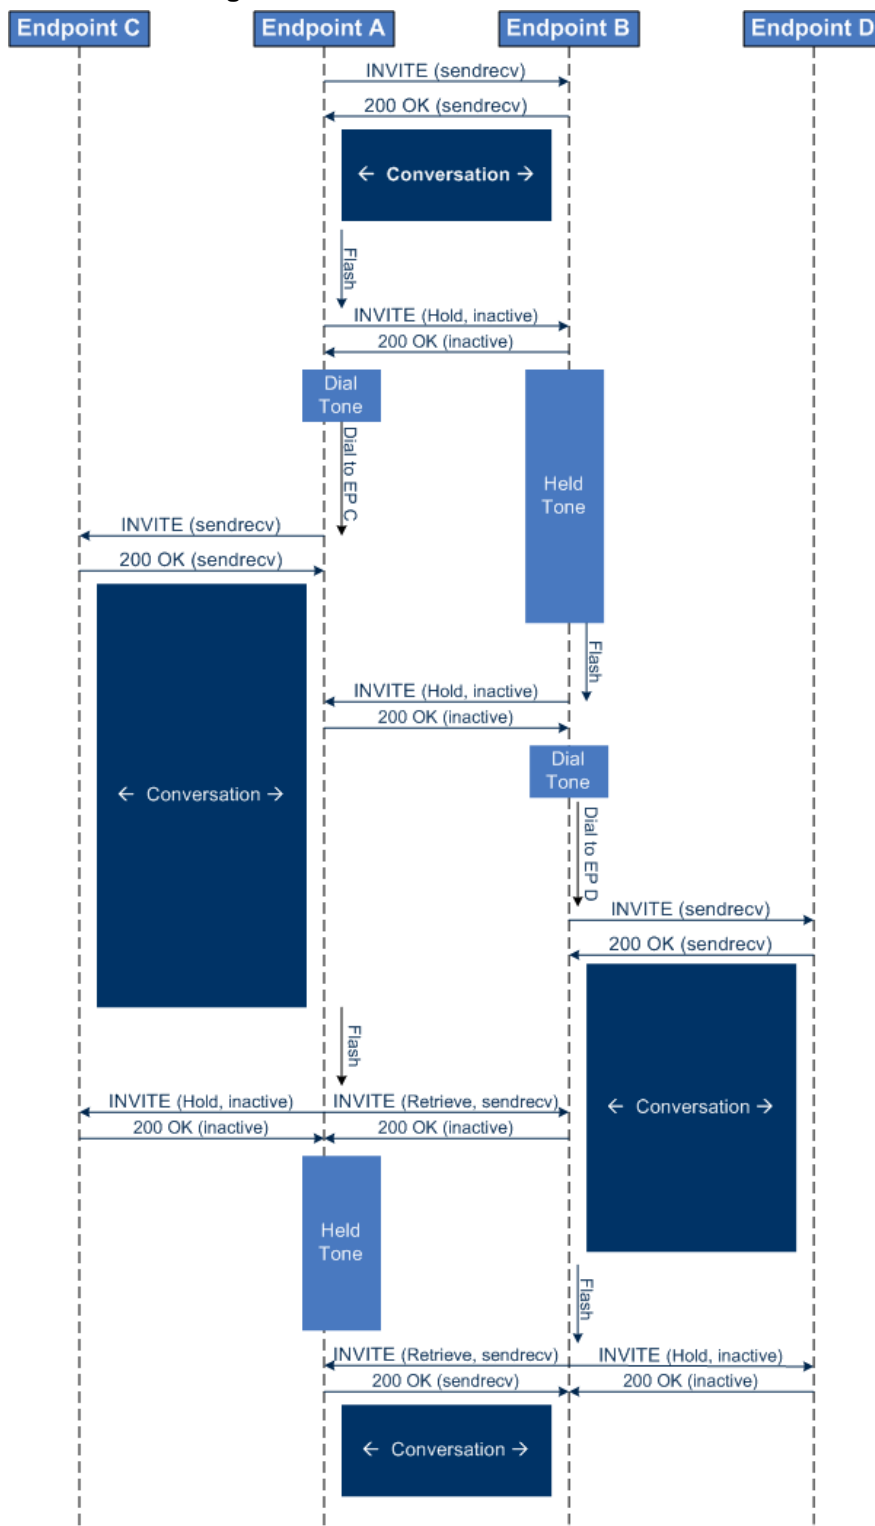 Endpoint C
Endpoint A
Endpoint B
Endpoint D
INVITE (sendrecv)
200 OK (sendrecv)
← Conversation →
Flash
INVITE (Hold, inactive)
200 OK (inactive)
Dial
Tone
Dial to EP C
Held
Tone
INVITE (sendrecv)
200 OK (sendrecv)
Flash
INVITE (Hold, inactive)
200 OK (inactive)
Dial
Tone
← Conversation →
Dial to EP D
INVITE (sendrecv)
200 OK (sendrecv)
Flash
INVITE (Hold, inactive)
INVITE (Retrieve, sendrecv)
← Conversation →
200 OK (inactive)
200 OK (inactive)
Held
Tone
Flash
INVITE (Retrieve, sendrecv)
INVITE (Hold, inactive)
200 OK (sendrecv)
200 OK (inactive)
← Conversation →